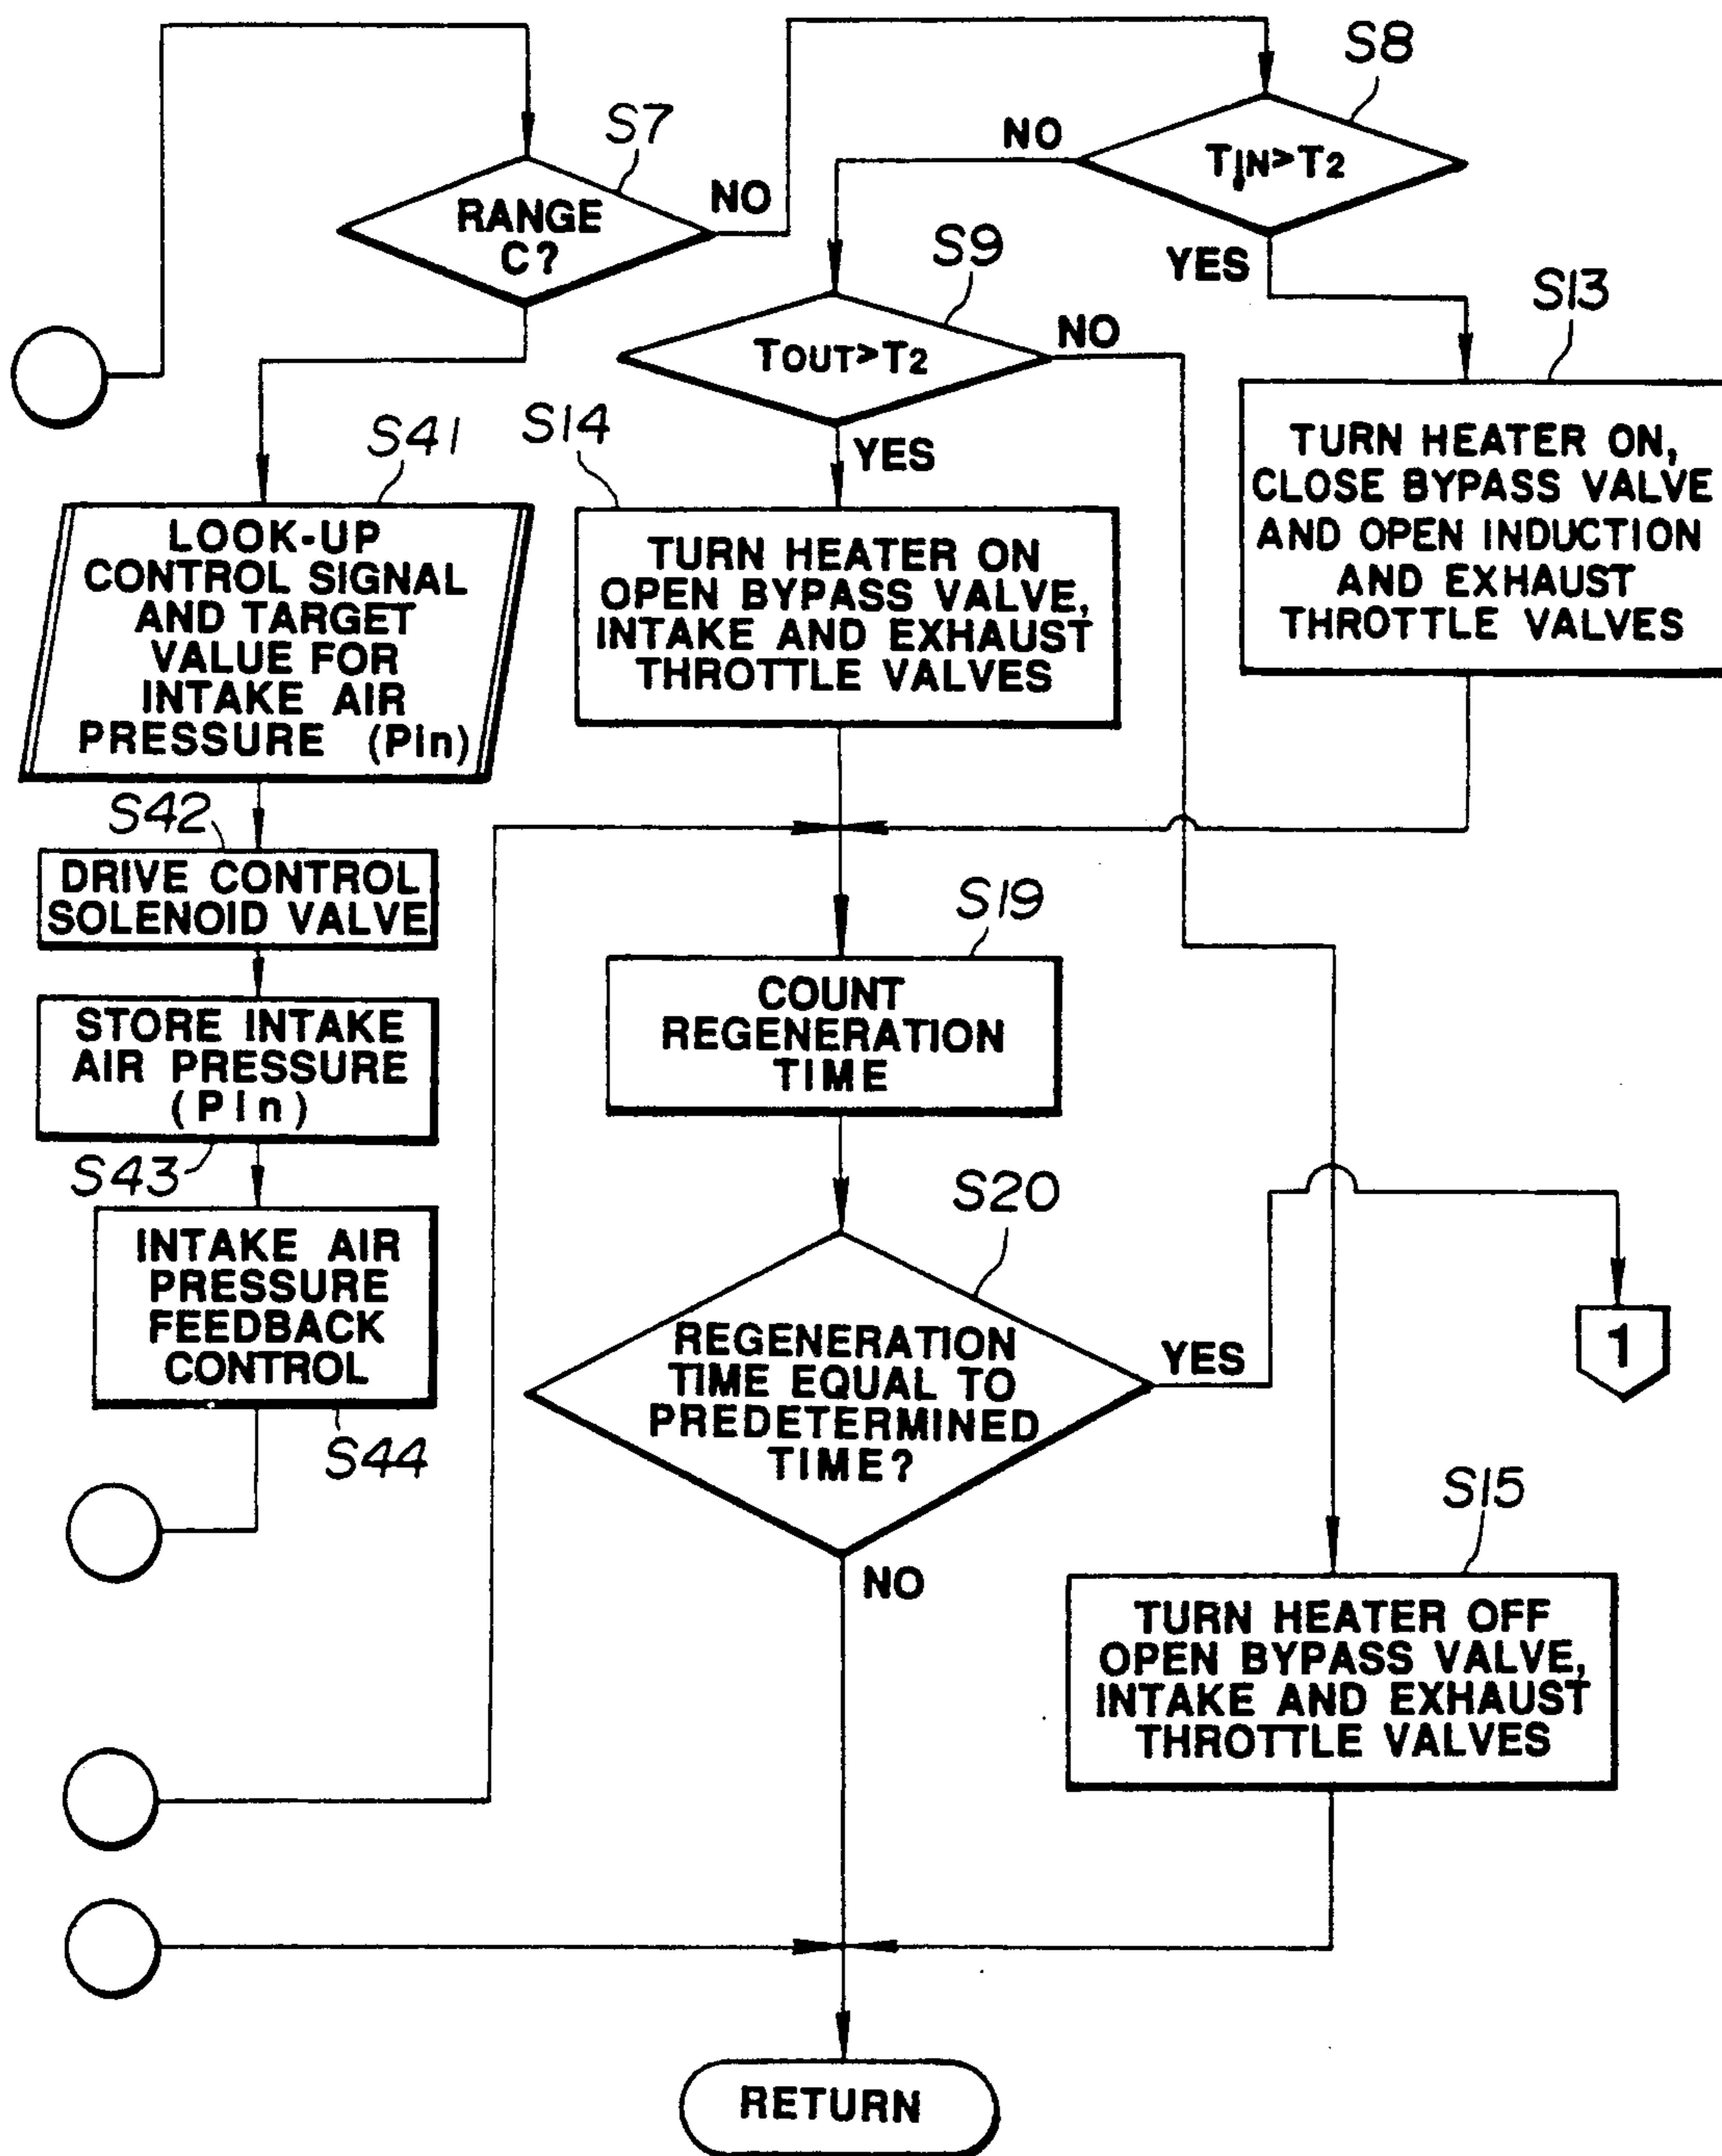 S7
RANGE
C?
NO
S8
TIN>T2
NO
YES
S9
TOUT>T2
NO
YES
S13
TURN HEATER ON,
CLOSE BYPASS VALVE
AND OPEN INDUCTION
AND EXHAUST
THROTTLE VALVES
S41
LOOK-UP
CONTROL SIGNAL
AND TARGET
VALUE FOR
INTAKE AIR
PRESSURE (Pin)
S14
TURN HEATER ON
OPEN BYPASS VALVE,
INTAKE AND EXHAUST
THROTTLE VALVES
S42
DRIVE CONTROL
SOLENOID VALVE
STORE INTAKE
AIR PRESSURE
(PIn)
S43
INTAKE AIR
PRESSURE
FEEDBACK
CONTROL
S44
S19
COUNT
REGENERATION
TIME
S20
REGENERATION
TIME EQUAL TO
PREDETERMINED
TIME?
YES
1
NO
S15
TURN HEATER OFF
OPEN BYPASS VALVE,
INTAKE AND EXHAUST
THROTTLE VALVES
RETURN